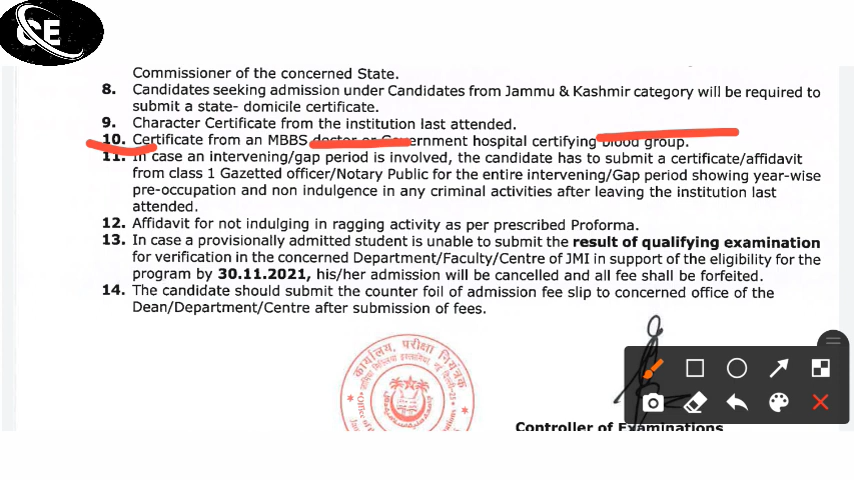 CE
Commissioner of the concerned State.
8. Candidates seeking admission under Candidates from Jammu & Kashmir category will be required to
submit a state- domicile certificate.
9. Character Certificate from the institution last attended.
10. Certificate from an MBBS doctor or Government hospital certifying blood group.
11. In case an intervening/gap period is involved, the candidate has to submit a certificate/affidavit
from class 1 Gazetted officer/Notary Public for the entire intervening/Gap period showing year-wise
pre-occupation and non indulgence in any criminal activities after leaving the institution last
attended.
12. Affidavit for not indulging in ragging activity as per prescribed Proforma.
13. In case a provisionally admitted student is unable to submit the result of qualifying examination
for verification in the concerned Department/Faculty/Centre of JMI in support of the eligibility for the
program by 30.11.2021, his/her admission will be cancelled and all fee shall be forfeited.
14. The candidate should submit the counter foil of admission fee slip to concerned office of the
Dean/Department/Centre after submission of fees.
कार्यालय, परीक्षा नियंत्रक
Controller of Examinations